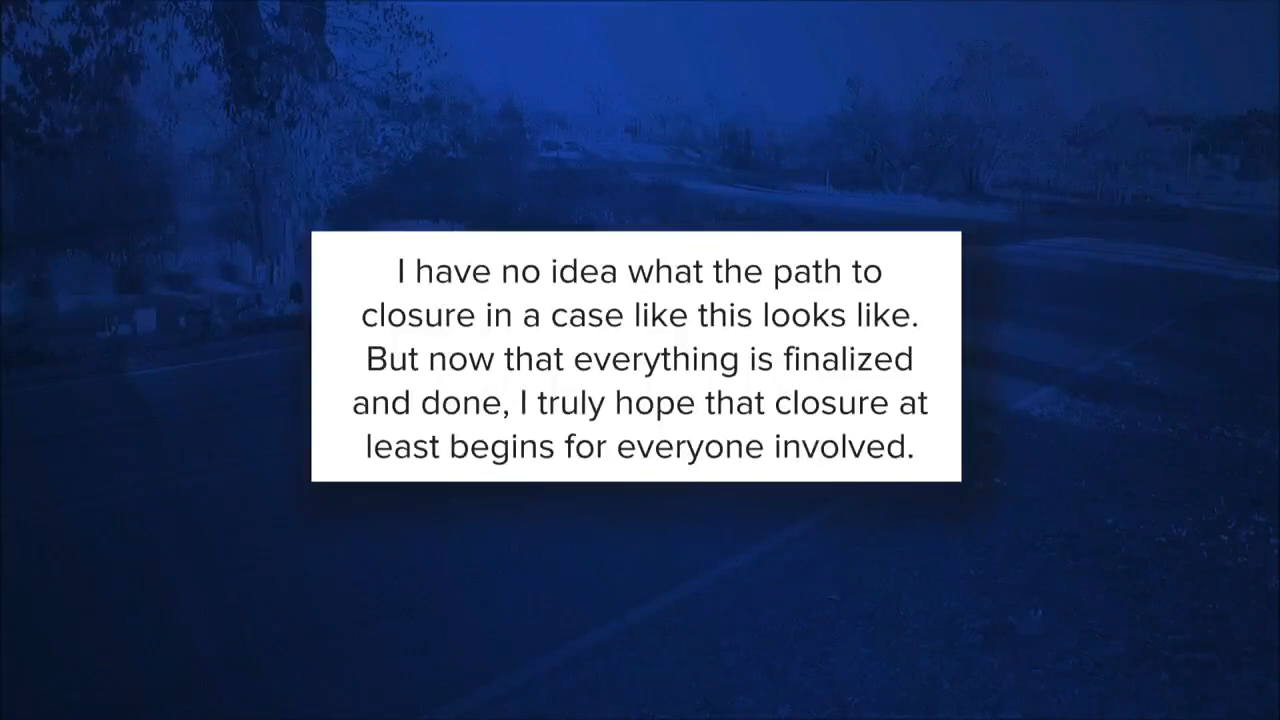 I have no idea what the path to
closure in a case like this looks like.
But now that everything is finalized
and done, I truly hope that closure at
least begins for everyone involved.